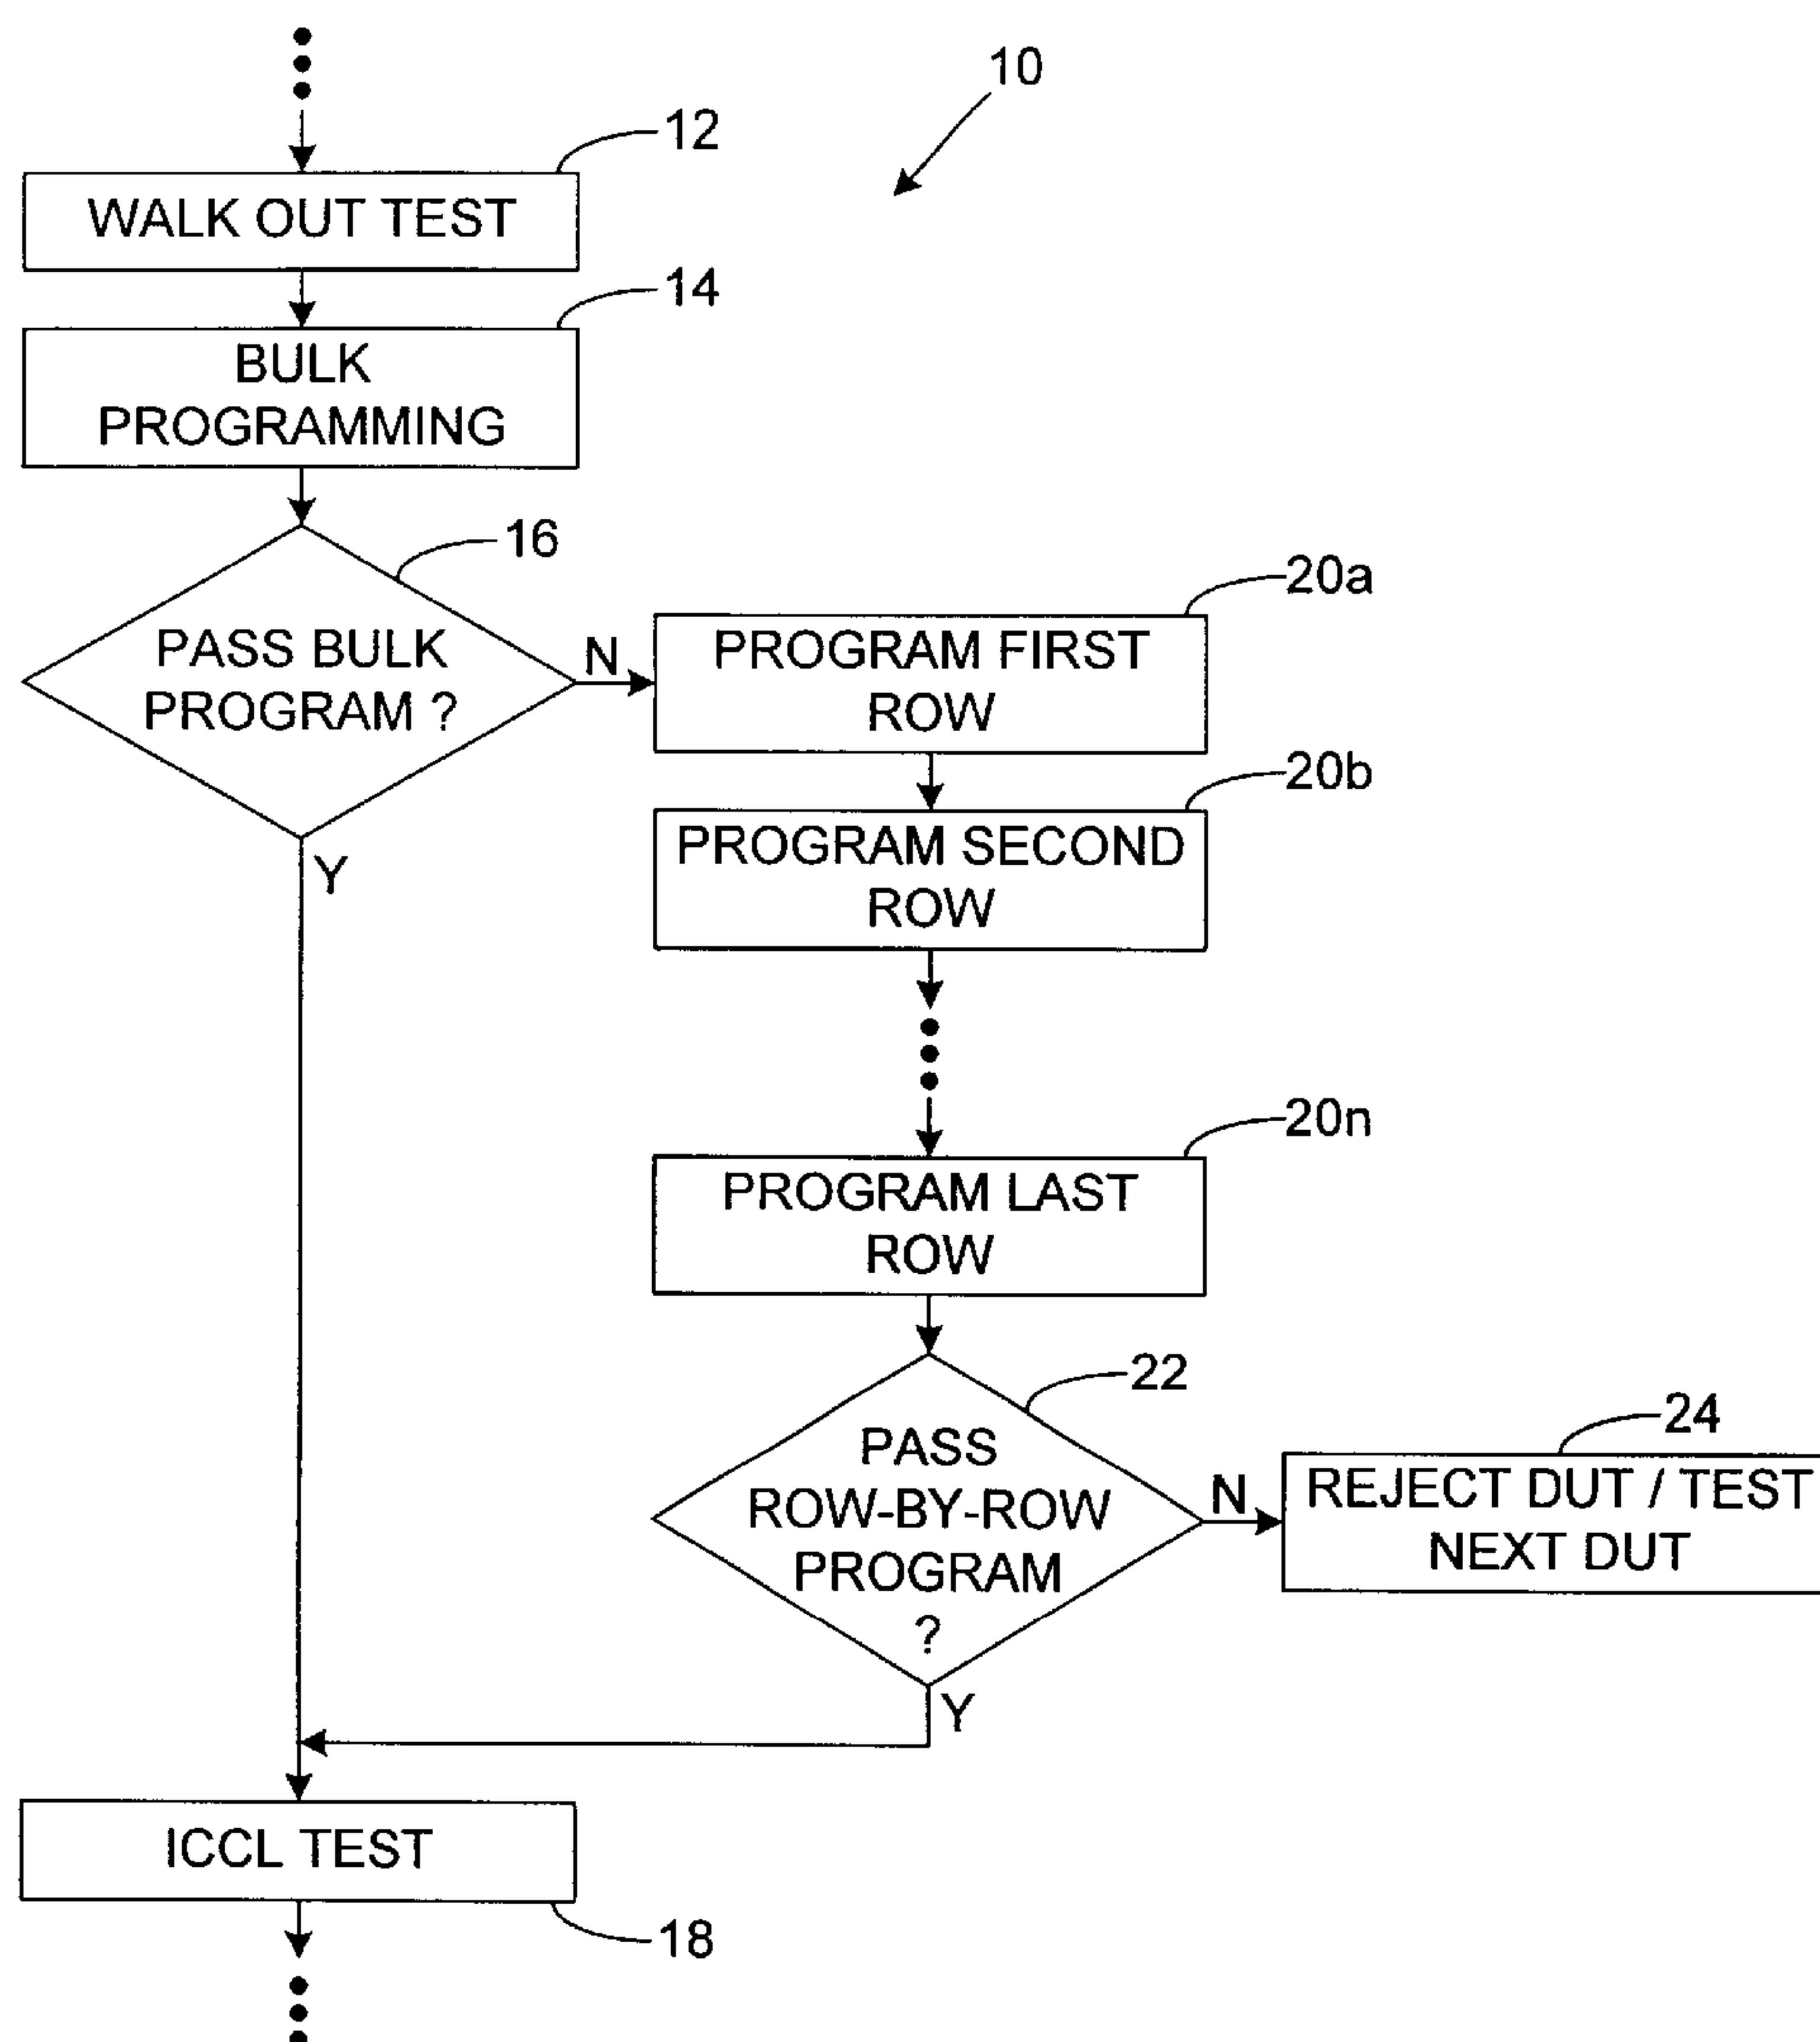 10
12
WALK OUT TEST
14
BULK
PROGRAMMING
16
PASS BULK
PROGRAM ?
N
Y
20a
PROGRAM FIRST
ROW
20b
PROGRAM SECOND
ROW
20n
PROGRAM LAST
ROW
22
PASS
ROW-BY-ROW
PROGRAM
?
N
Y
24
REJECT DUT / TEST
NEXT DUT
ICCL TEST
18